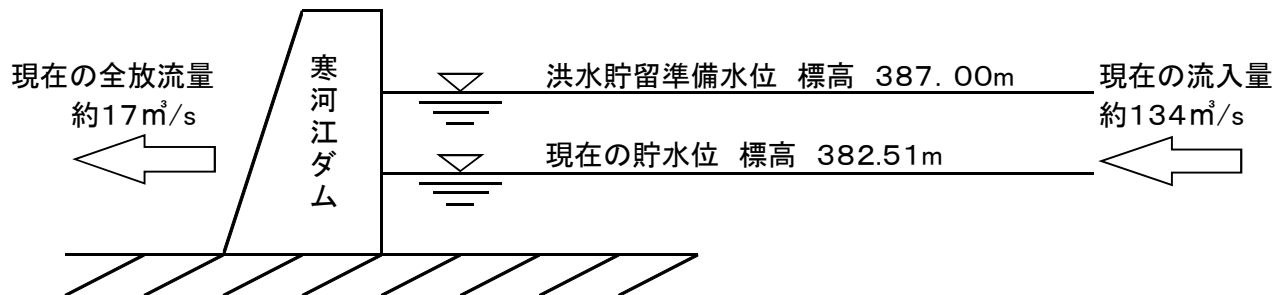 現在の全放流量
約17㎥/s
寒河江ダム
洪水貯留準備水位 標高 387.00m
現在の貯水位 標高 382.51m
現在の流入量
約134㎥/s